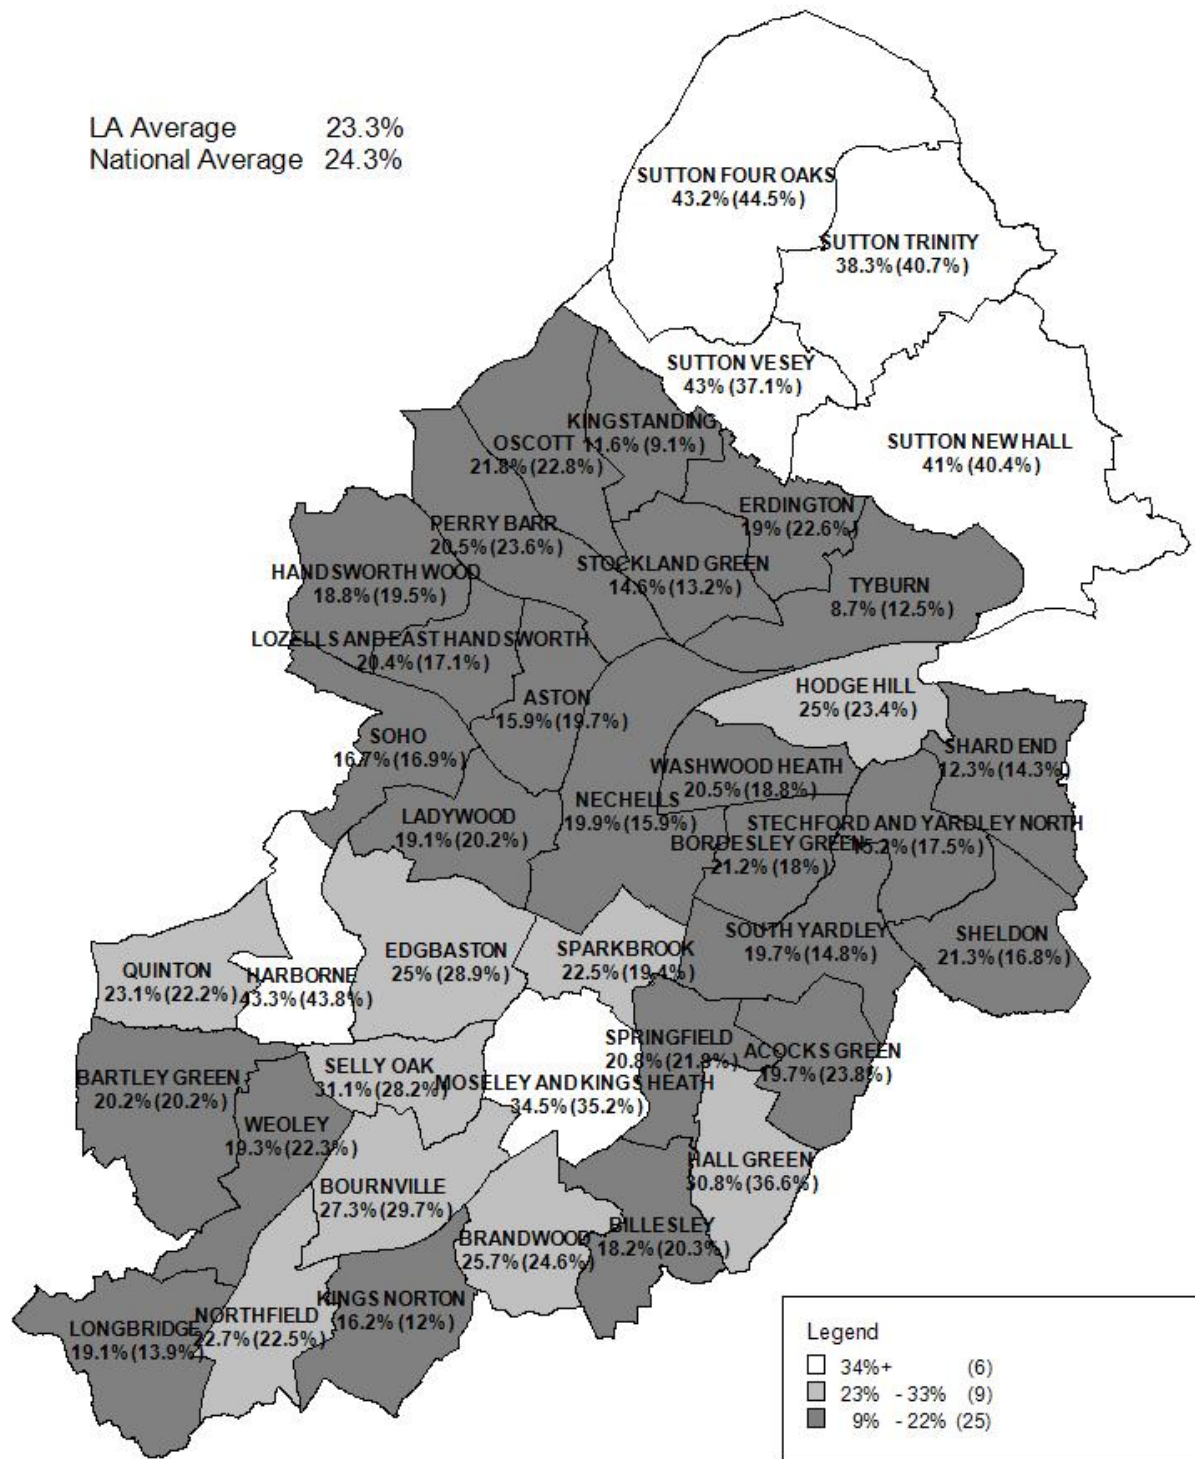 LA Average 23.3%
National Average 24.3%
SUTTON FOUR OAKS
43.2% (44.5%)
SUTTON TRINITY
38.3% (40.7%)
SUTTON VESEY
43% (37.1%)
SUTTON NEW HALL
41% (40.4%)
KINGSTANDING
11.6% (9.1%)
OSCOTT
21.8% (22.8%)
ERDINGTON
19% (22.6%)
PERRY BARR
20.5% (23.6%)
STOCKLAND GREEN
14.6% (13.2%)
HANDSWORTH WOOD
18.8% (19.5%)
TYBURN
8.7% (12.5%)
LOZELLS AND EAST HANDSWORTH
20.4% (17.1%)
HODGE HILL
25% (23.4%)
ASTON
15.9% (19.7%)
SOHO
16.7% (16.9%)
SHARD END
12.3% (14.3%)
WASHWOOD HEATH
20.5% (18.8%)
NECHELLS
19.9% (15.9%)
LADYWOOD
19.1% (20.2%)
STECHFORD AND YARDLEY NORTH
15.2% (17.5%)
BORDESLEY GREEN
21.2% (18%)
SOUTH YARDLEY
19.7% (14.8%)
SHELDON
21.3% (16.8%)
EDGBASTON
25% (28.9%)
SPARKBROOK
22.5% (19.4%)
QUINTON
23.1% (22.2%)
HARBORNE
43.3% (43.8%)
SPRINGFIELD
20.8% (21.8%)
ACOCKS GREEN
19.7% (23.8%)
SELLY OAK
31.1% (28.2%)
MOSELEY AND KINGS HEATH
34.5% (35.2%)
BARTLEY GREEN
20.2% (20.2%)
WEOLEY
19.3% (22.3%)
HALL GREEN
30.8% (36.6%)
BOURNVILLE
27.3% (29.7%)
BRANDWOOD
25.7% (24.6%)
BILLESLEY
18.2% (20.3%)
KINGS NORTON
16.2% (12%)
NORTHFIELD
22.7% (22.5%)
LONGBRIDGE
19.1% (13.9%)
Legend
34%+ (6)
23% - 33% (9)
9% - 22% (25)